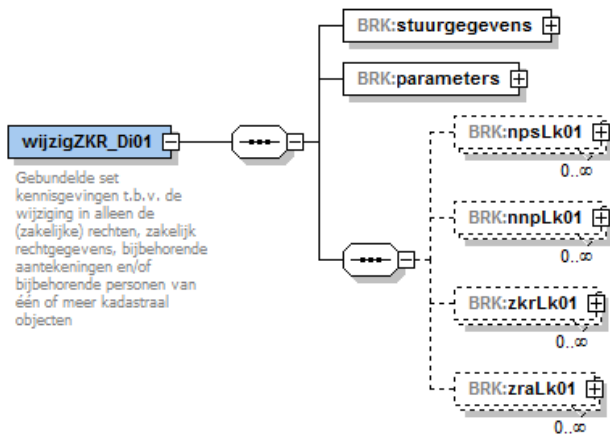 BRK:stuurgegevens
BRK:parameters
wijzigZKR_Di01
Gebundelde set
kennisgevingen t.b.v. de
wijziging in alleen de
(zakelijke) rechten, zakelijk
rechtgegevens, bijbehorende
aantekeningen en/of
bijbehorende personen van
één of meer kadastraal
objecten
BRK:npsLk01
0..∞
BRK:nnpLk01
0..∞
BRK:zkrLk01
0..∞
BRK:zraLk01
0..∞